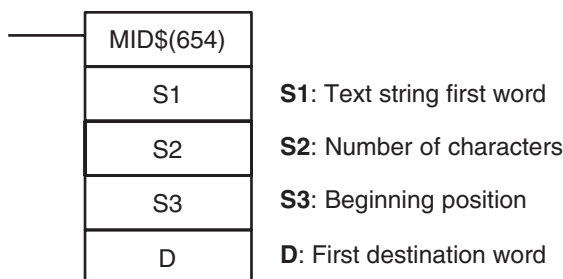 MID$(654)
S1 S1: Text string first word
S2 S2: Number of characters
S3 S3: Beginning position
D D: First destination word